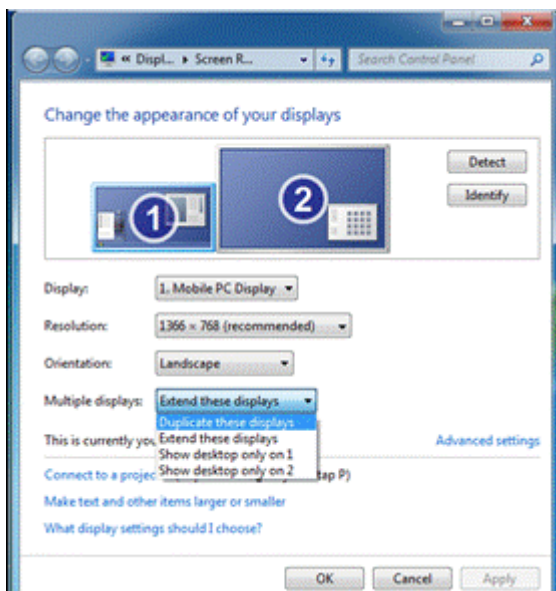 « Displ... ▸ Screen R...
Search Control Panel
Change the appearance of your displays
1
2
Detect
Identify
Display: 1. Mobile PC Display
Resolution: 1366 × 768 (recommended)
Orientation: Landscape
Multiple displays: Extend these displays
Duplicate these displays
This is currently you
Extend these displays
Advanced settings
Show desktop only on 1
Connect to a projec
Show desktop only on 2
tap P)
Make text and other items larger or smaller
What display settings should I choose?
OK
Cancel
Apply